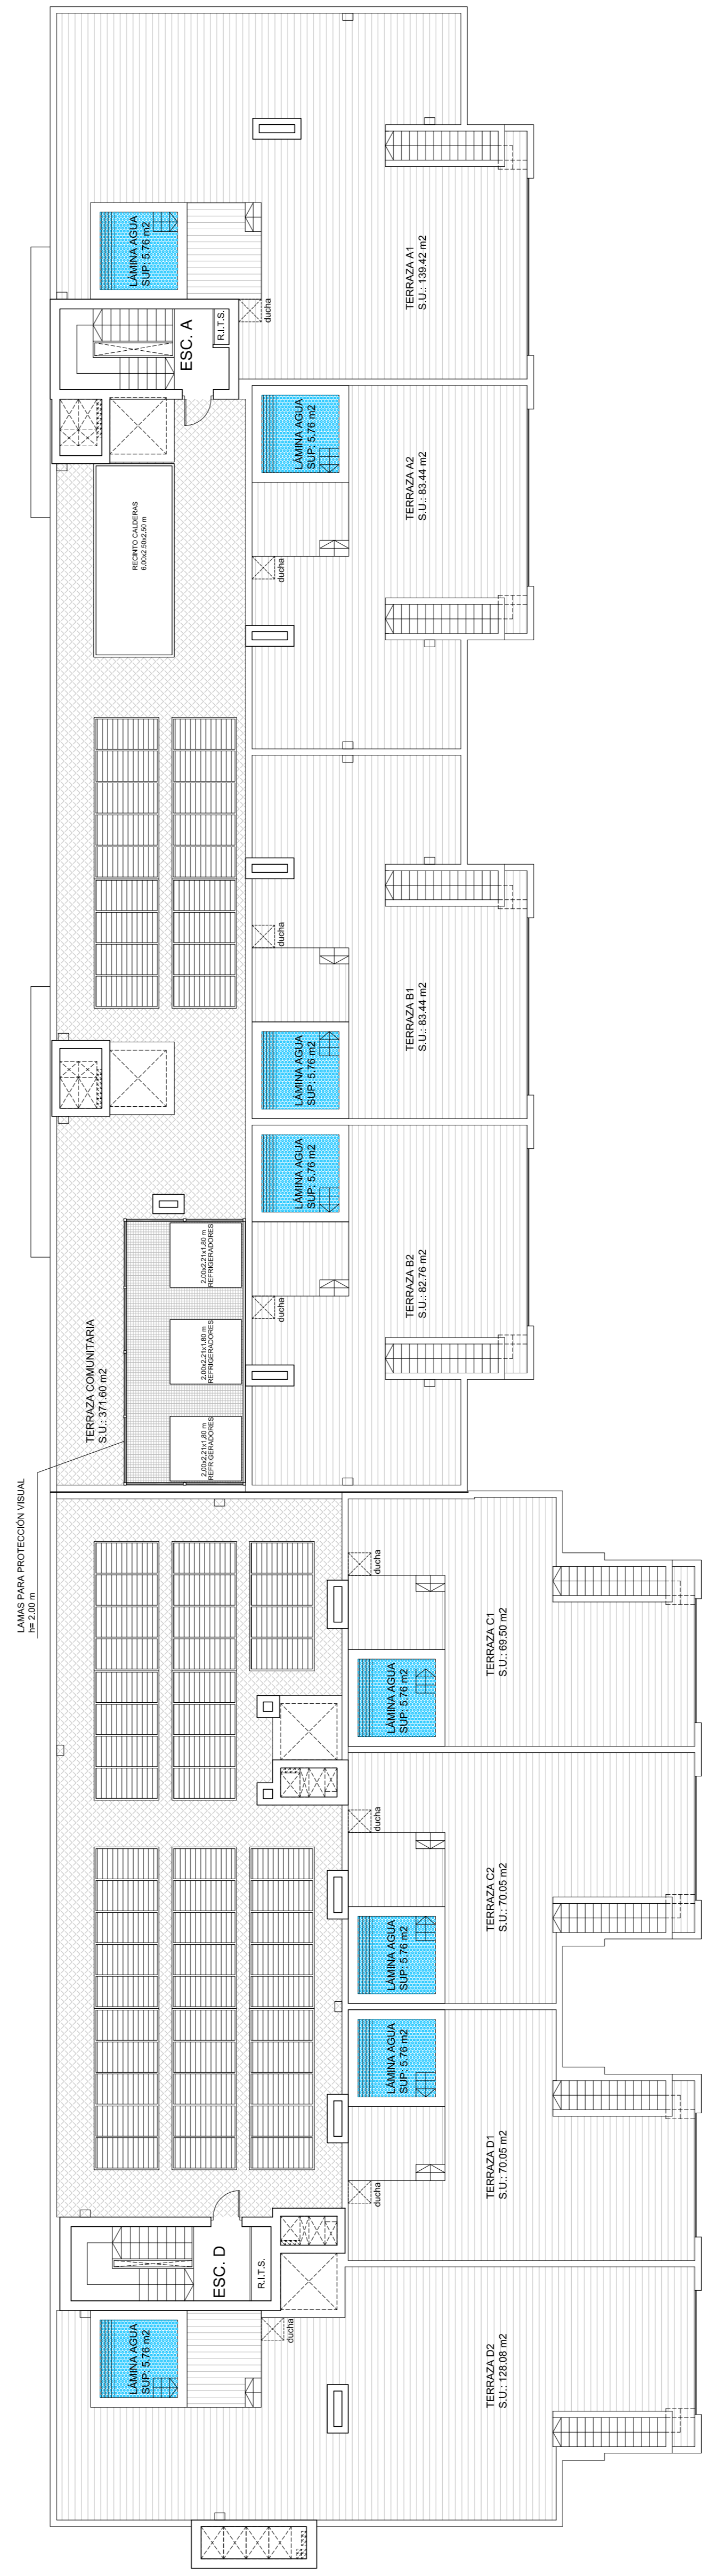 LÁMINA AGUA
SUP: 5.76 m2
ESC. A
R.I.T.S.
ducha
TERRAZA A1
S.U.: 139.42 m2
LÁMINA AGUA
SUP: 5.76 m2
TERRAZA A2
S.U.: 83.44 m2
ducha
RECINTO CALDERAS
6,00x2,50x2,50 m
ducha
LÁMINA AGUA
SUP: 5.76 m2
TERRAZA B1
S.U.: 83.44 m2
LÁMINA AGUA
SUP: 5.76 m2
ducha
TERRAZA B2
S.U.: 82.76 m2
2,00x2,21x1,80 m
REFRIGERADORES
2,00x2,21x1,80 m
REFRIGERADORES
2,00x2,21x1,80 m
REFRIGERADORES
TERRAZA COMUNITARIA
S.U.: 371.60 m2
LAMAS PARA PROTECCIÓN VISUAL
h= 2.00 m
ducha
LÁMINA AGUA
SUP: 5.76 m2
TERRAZA C1
S.U.: 69.50 m2
ducha
LÁMINA AGUA
SUP: 5.76 m2
TERRAZA C2
S.U.: 70.05 m2
LÁMINA AGUA
SUP: 5.76 m2
ducha
TERRAZA D1
S.U.: 70.05 m2
ESC. D
R.I.T.S.
LÁMINA AGUA
SUP: 5.76 m2
ducha
TERRAZA D2
S.U.: 128.08 m2